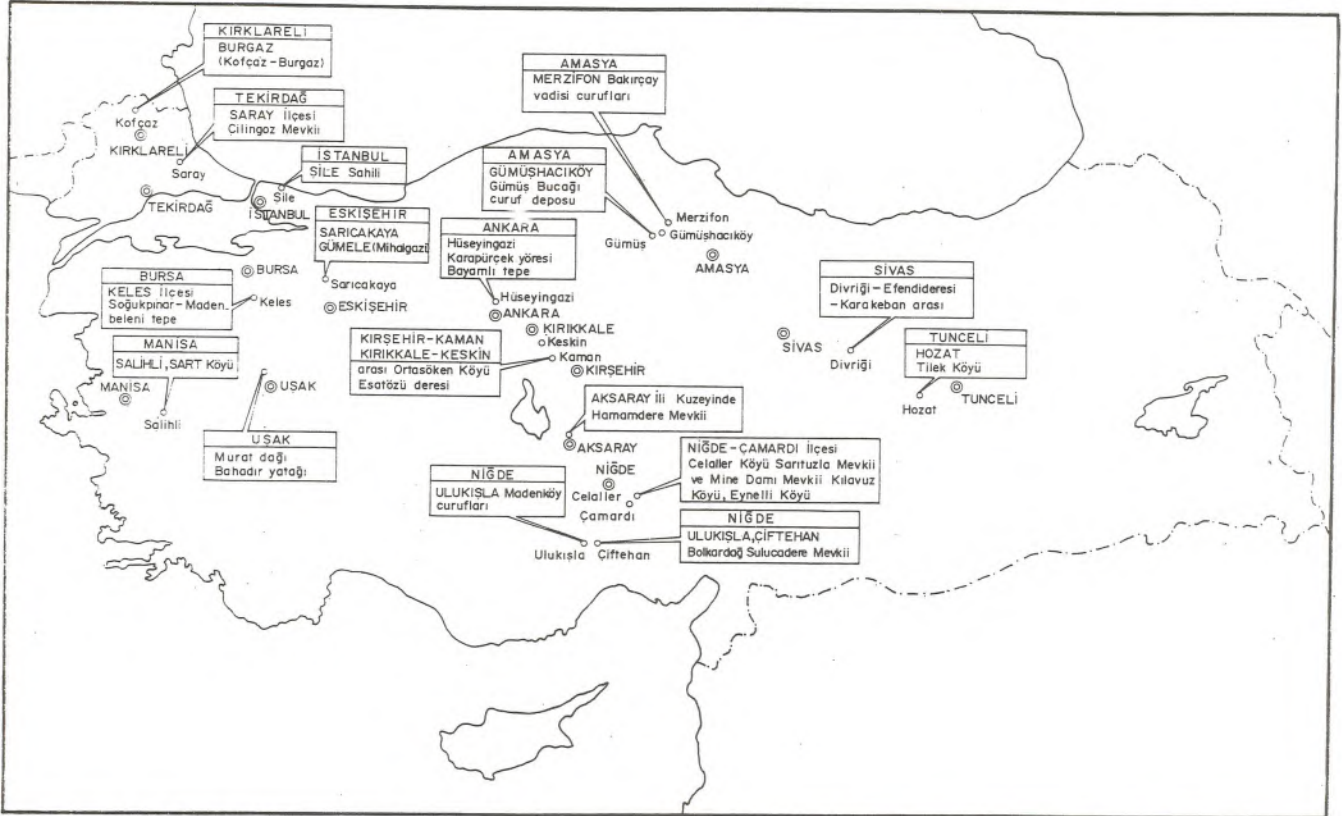 KIRKLARELİ
BURGAZ
(Kofçaz-Burgaz)
Kofçaz
KIRKLARELİ
TEKİRDAĞ
SARAY İlçesi
Çilingoz Mevkii
Saray
TEKİRDAĞ
İSTANBUL
ŞİLE Sahili
Şile
İSTANBUL
ESKİŞEHİR
SARICAKAYA
GÜMELE(Mihalgazi)
Sarıcakaya
ESKİŞEHİR
BURSA
BURSA
KELES İlçesi
Soğukpınar-Maden
beleni tepe
Keles
MANİSA
SALIHLI,SART Köyü
MANİSA
Salihli
UŞAK
UŞAK
Murat dağı
Bahadır yatağı
AMASYA
MERZİFON Bakırçay
vadisi curufları
AMASYA
GÜMÜŞHACIKÖY
Gümüş Bucağı
curuf deposu
Merzifon
Gümüş
Gümüşhacıköy
AMASYA
ANKARA
Hüseyingazi
Karapürçek yöresi
Bayamlı tepe
Hüseyingazi
ANKARA
KIRIKKALE
Keskin
Kaman
KIRŞEHİR
KIRŞEHİR-KAMAN
KIRIKKALE-KESKİN
arası Ortasöken Köyü
Esatözü deresi
AKSARAY İli Kuzeyinde
Hamamdere Mevkii
AKSARAY
SİVAS
Divriği-Efendideresi
-Karakeban arası
SİVAS
Divriği
TUNCELİ
HOZAT
Tilek Köyü
Hozat
TUNCELİ
NİĞDE-ÇAMARDI İlçesi
Celaller Köyü Sarıtuzla Mevkii
ve Mine Damı Mevkii Kılavuz
Köyü, Eynelli Köyü
NİĞDE
Celaller
Çamardı
NİĞDE
ULUKIŞLA Madenköy
curufları
NİĞDE
ULUKIŞLA,ÇİFTEHAN
Bolkardağ Sulucadere Mevkii
Ulukışla
Çiftehan